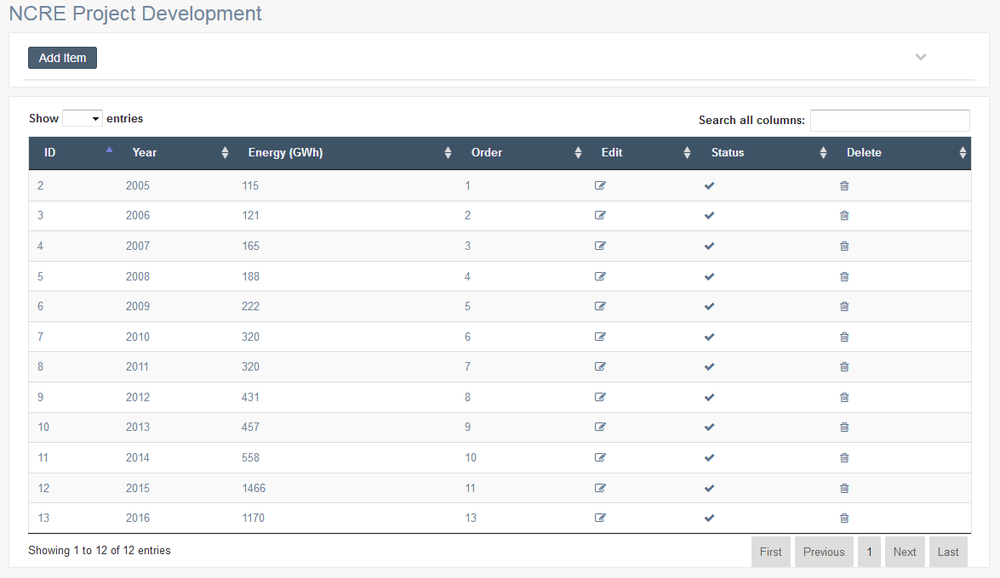 NCRE Project Development
Add Item
Show entries Search all columns:
ID Year Energy (GWh) Order Edit Status Delete
2 2005 115 1
3 2006 121 2
4 2007 165 3
5 2008 188 4
6 2009 222 5
7 2010 320 6
8 2011 320 7
9 2012 431 8
10 2013 457 9
11 2014 558 10
12 2015 1466 11
13 2016 1170 13
Showing 1 to 12 of 12 entries First Previous 1 Next Last